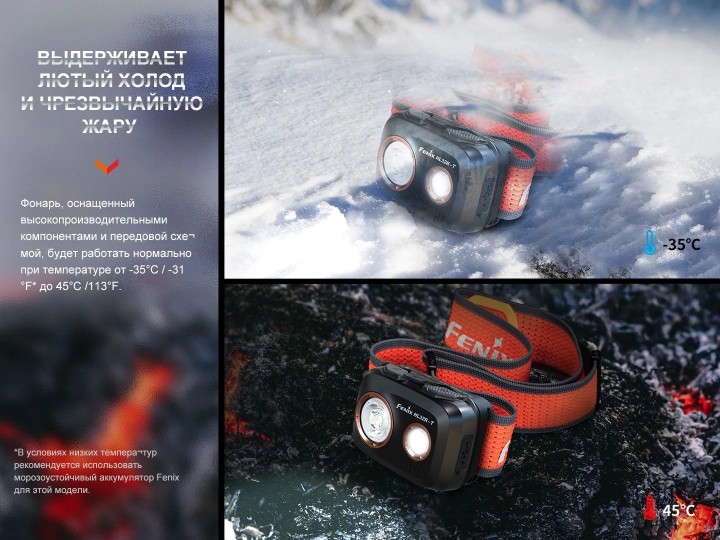 ВЫДЕРЖИВАЕТ
ЛЮТЫЙ ХОЛОД
И ЧРЕЗВЫЧАЙНУЮ
ЖАРУ
Фонарь, оснащенный
высокопроизводительными
компонентами и передовой схе¬
мой, будет работать нормально
при температуре от -35°C / -31
°F* до 45°C /113°F.
*В условиях низких темпера¬тур
рекомендуется использовать
морозоустойчивый аккумулятор Fenix
для этой модели.
FENIX HL32R-T
-35°C
FENIX
FENIX HL32R-T
45°C